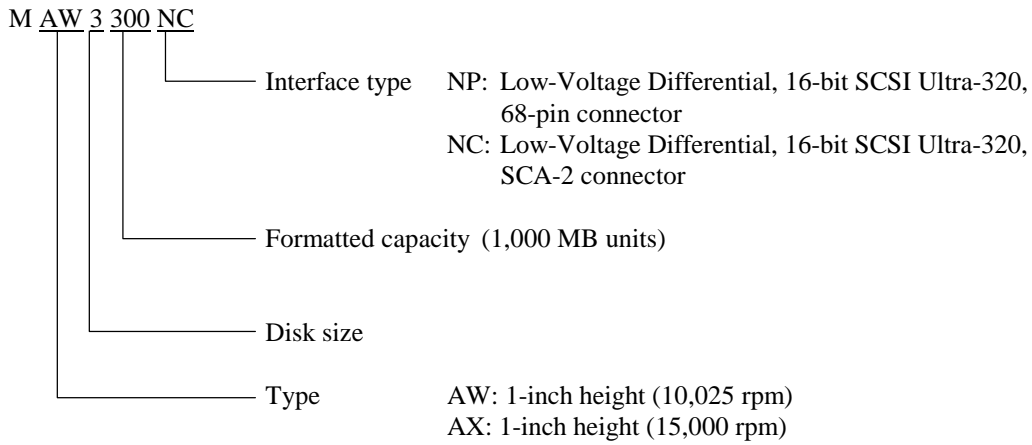 M AW 3 300 NC
Interface type NP: Low-Voltage Differential, 16-bit SCSI Ultra-320,
68-pin connector
NC: Low-Voltage Differential, 16-bit SCSI Ultra-320,
SCA-2 connector
Formatted capacity (1,000 MB units)
Disk size
Type AW: 1-inch height (10,025 rpm)
AX: 1-inch height (15,000 rpm)